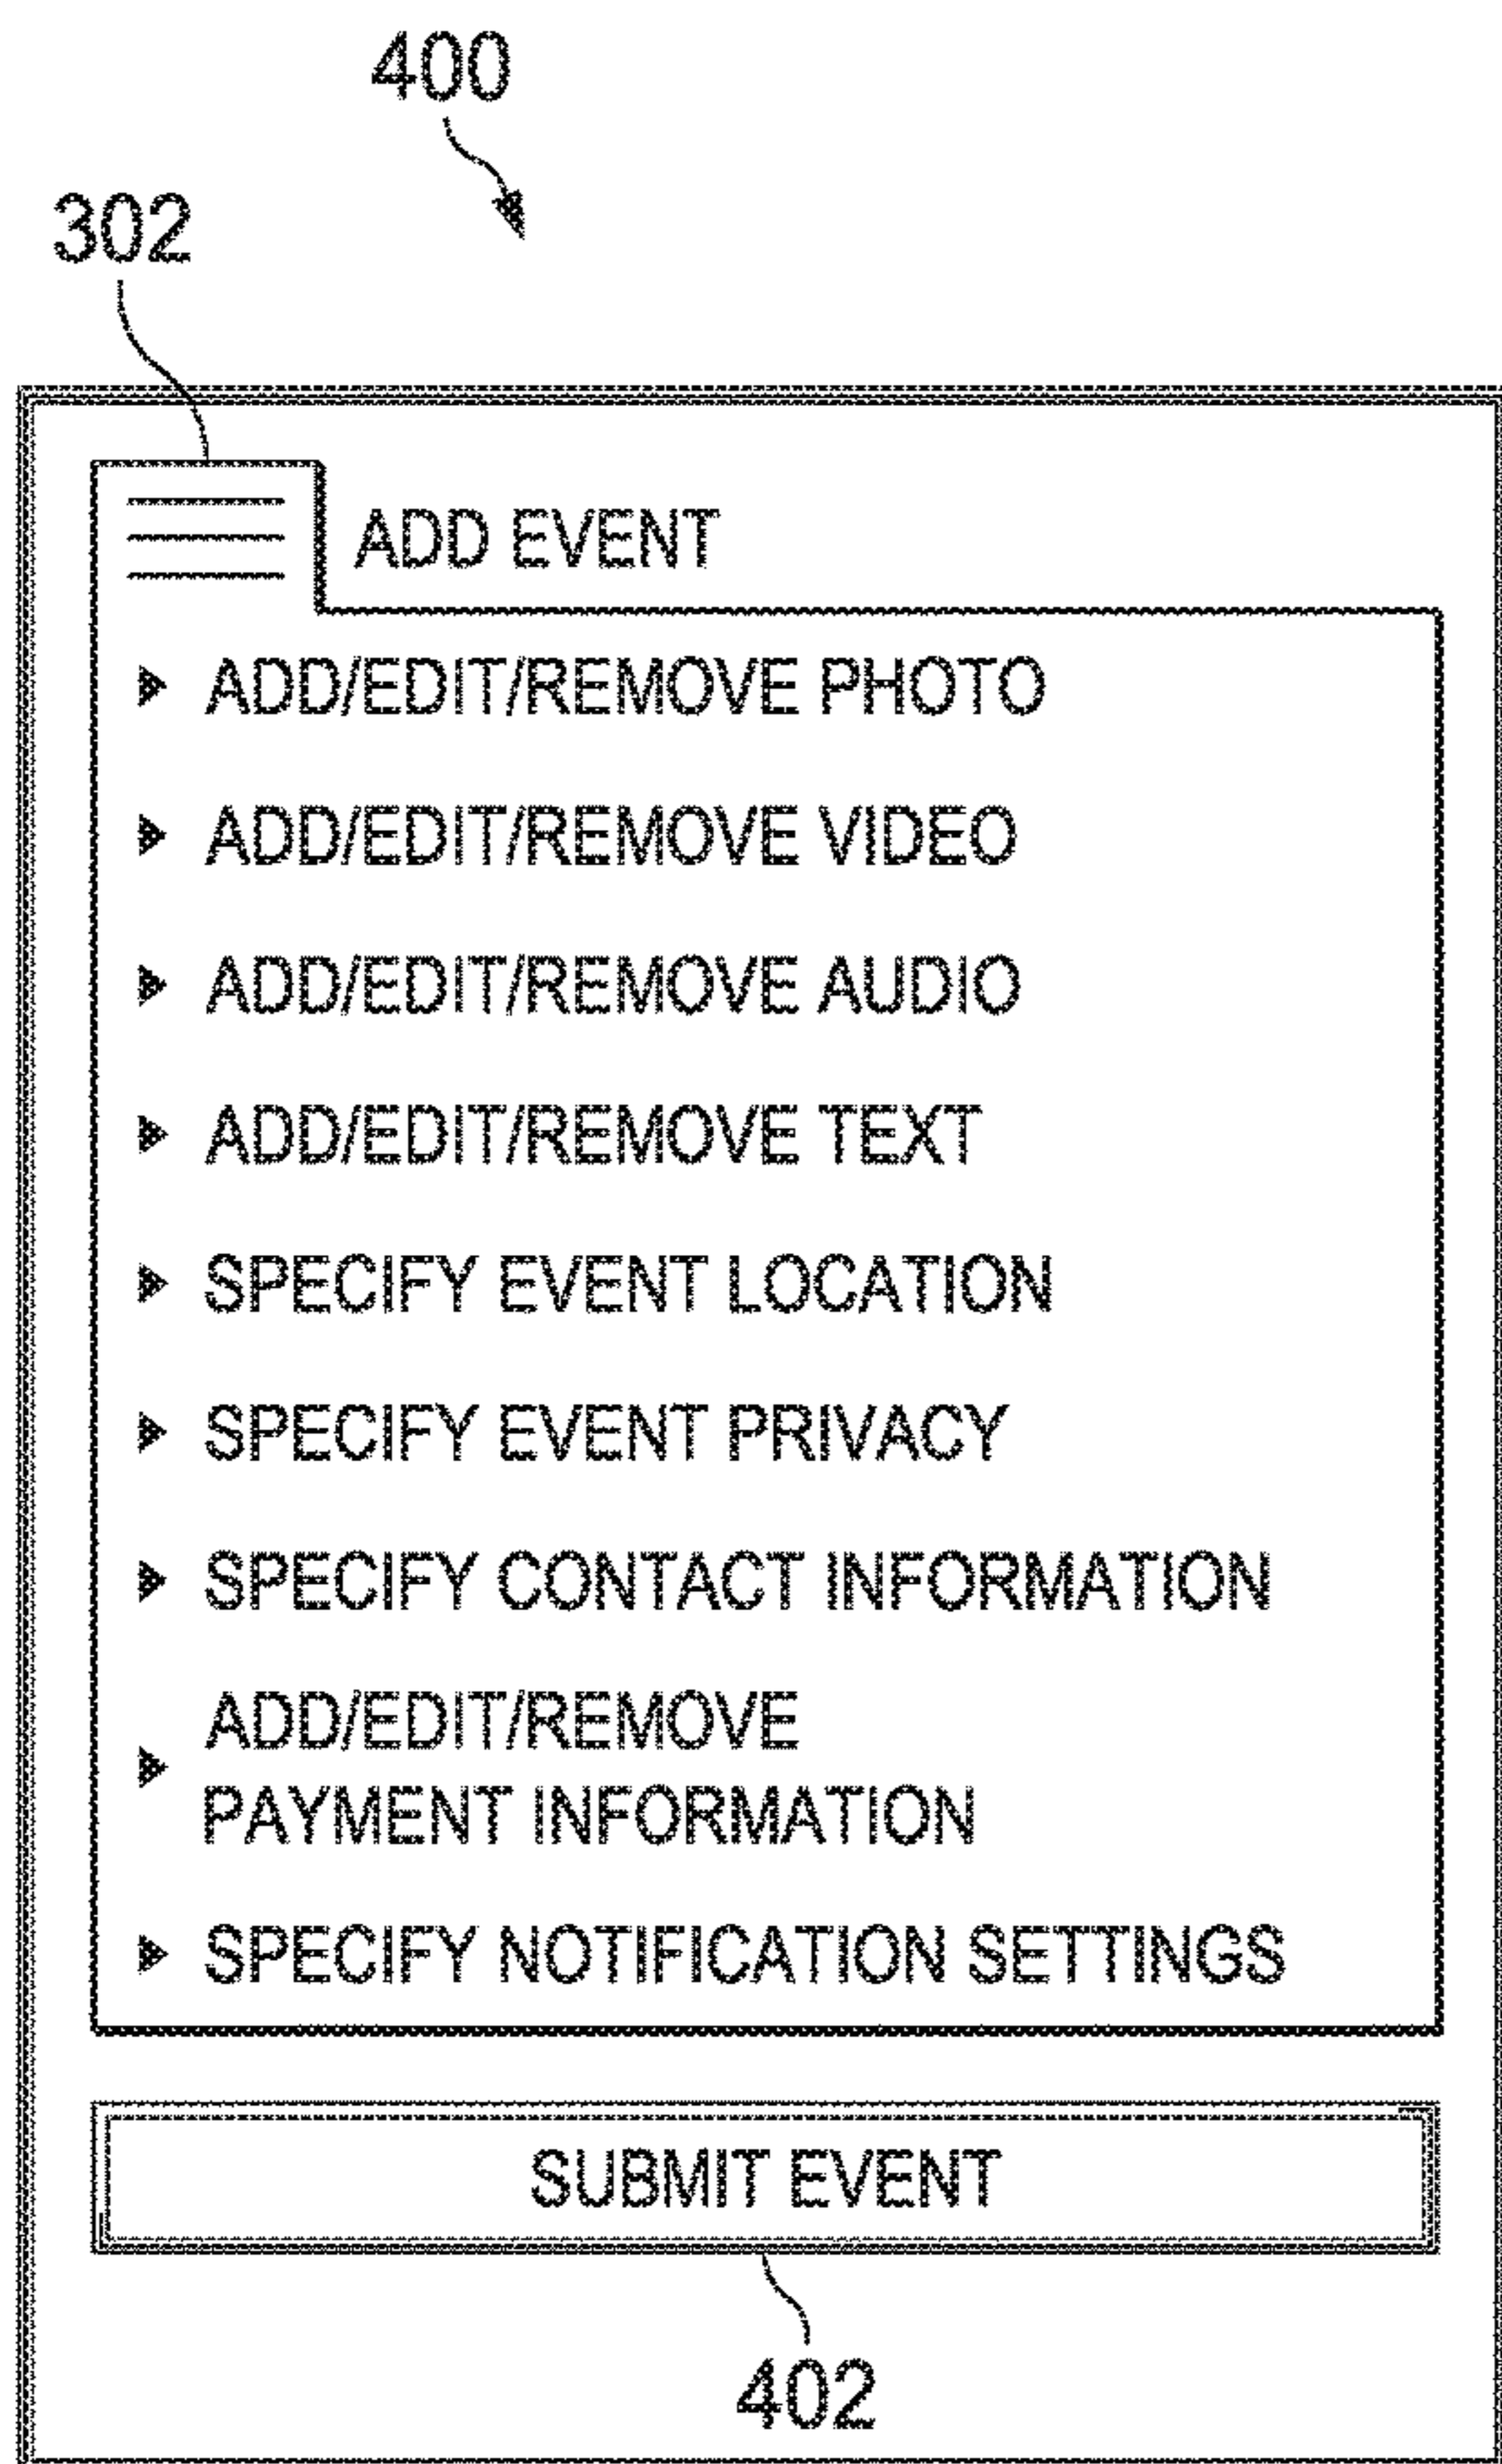 400
302
ADD EVENT
ADD/EDIT/REMOVE PHOTO
ADD/EDIT/REMOVE VIDEO
ADD/EDIT/REMOVE AUDIO
ADD/EDIT/REMOVE TEXT
SPECIFY EVENT LOCATION
SPECIFY EVENT PRIVACY
SPECIFY CONTACT INFORMATION
ADD/EDIT/REMOVE
PAYMENT INFORMATION
SPECIFY NOTIFICATION SETTINGS
SUBMIT EVENT
402